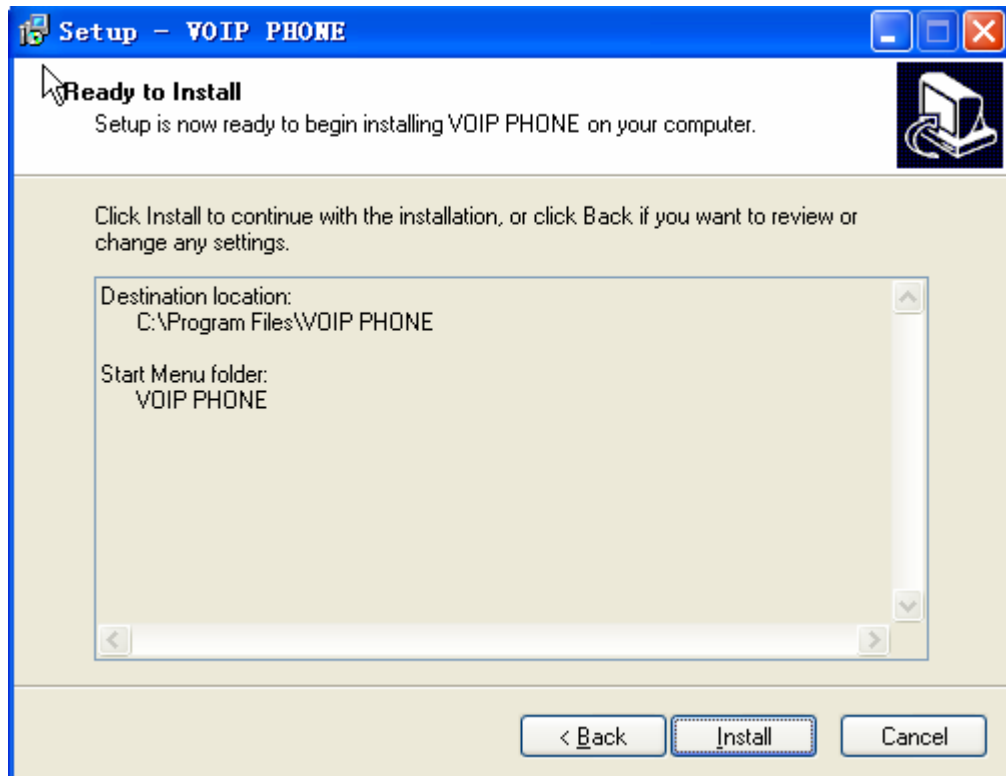 Setup - VOIP PHONE
Ready to Install
Setup is now ready to begin installing VOIP PHONE on your computer.
Click Install to continue with the installation, or click Back if you want to review or
change any settings.
Destination location:
C:\Program Files\VOIP PHONE
Start Menu folder:
VOIP PHONE
< Back
Install
Cancel